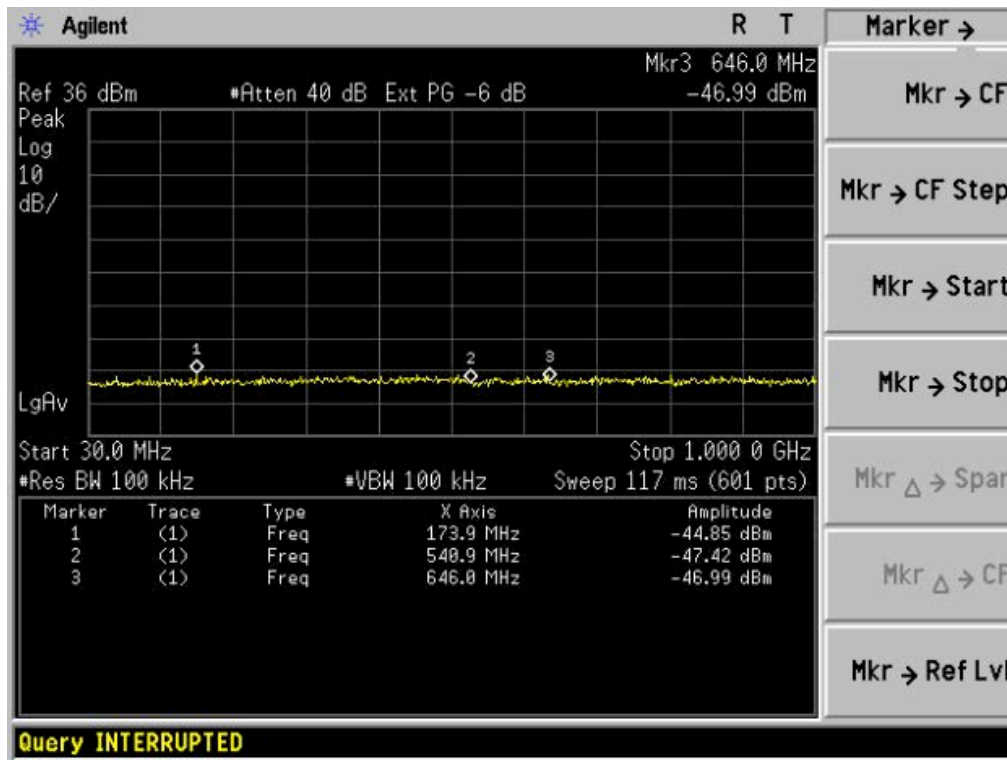 Agilent R T
Mkr3 646.0 MHz
Ref 36 dBm #Atten 40 dB Ext PG -6 dB -46.99 dBm
Peak
Log
10
dB/
1
2
3
LgAv
Start 30.0 MHz Stop 1.000 0 GHz
#Res BW 100 kHz #VBW 100 kHz Sweep 117 ms (601 pts)
Marker Trace Type X Axis Amplitude
1 (1) Freq 173.9 MHz -44.85 dBm
2 (1) Freq 540.9 MHz -47.42 dBm
3 (1) Freq 646.0 MHz -46.99 dBm
Query INTERRUPTED
Marker →
Mkr → CF
Mkr → CF Step
Mkr → Start
Mkr → Stop
Mkr Δ → Span
Mkr Δ → CF
Mkr → Ref Lvl